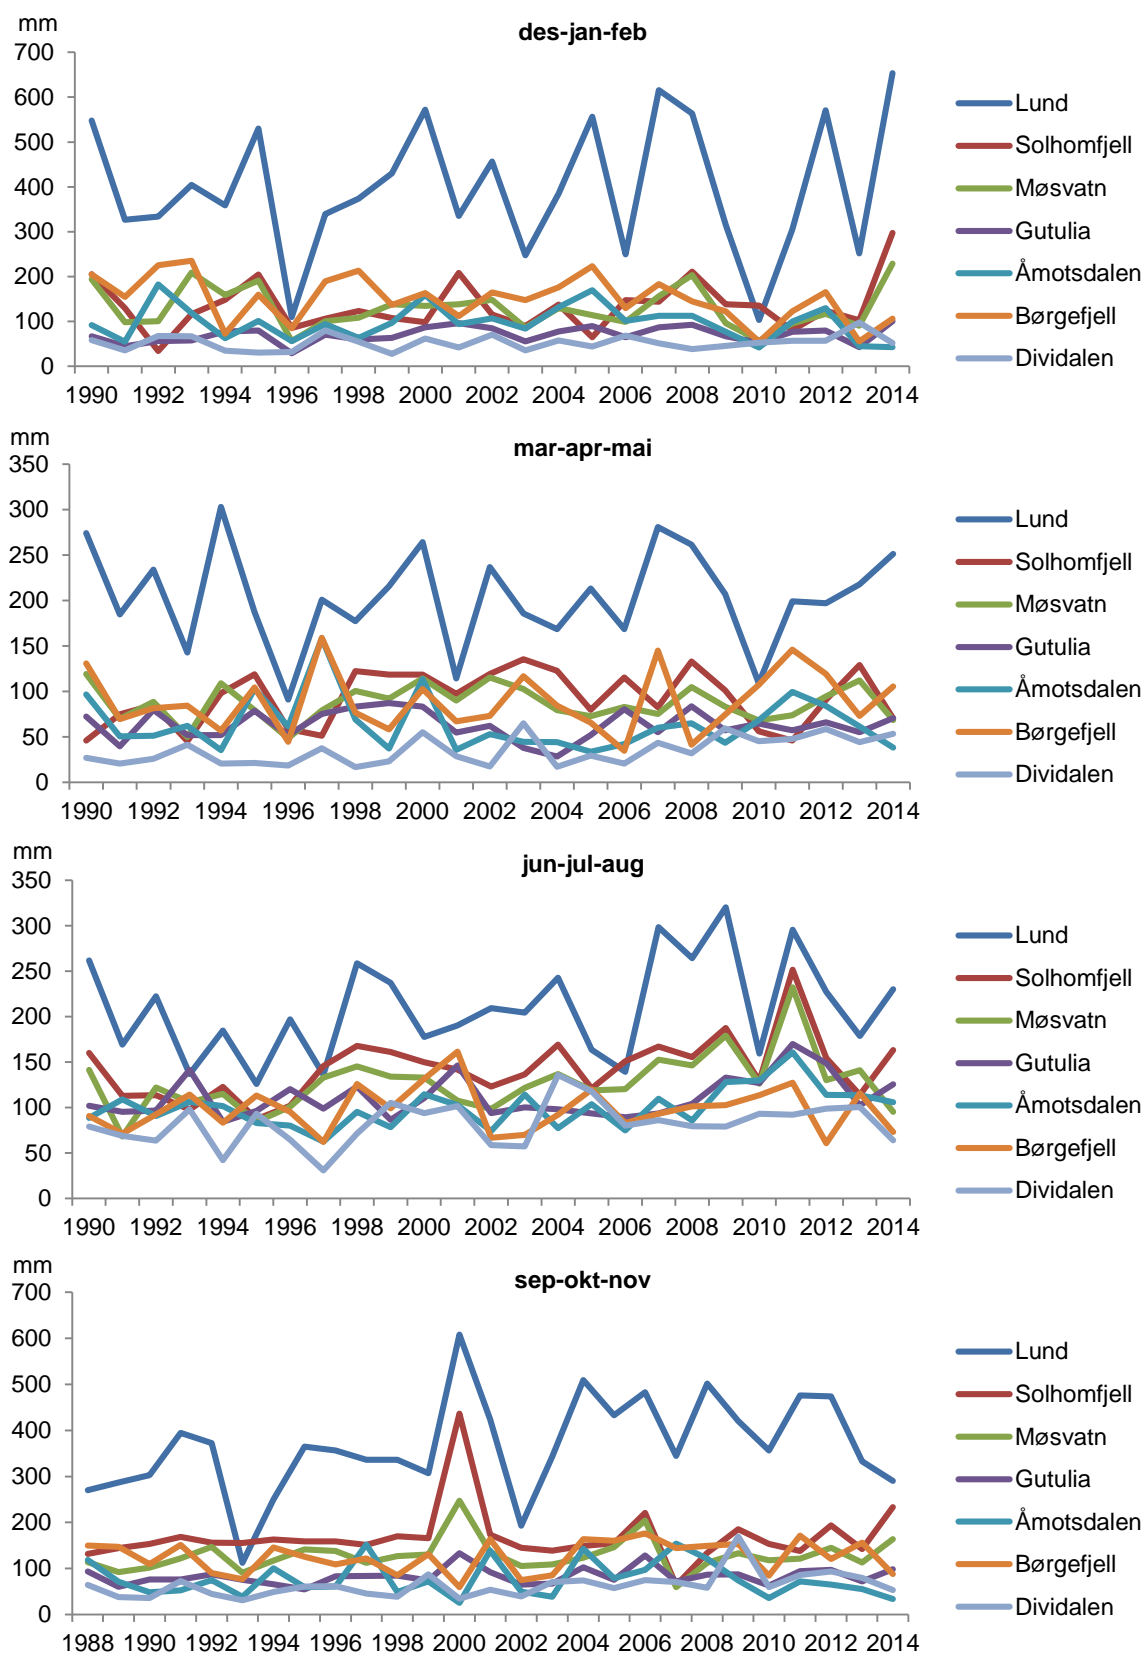 mm
des-jan-feb
700
600
500
400
300
200
100
0
1990 1992 1994 1996 1998 2000 2002 2004 2006 2008 2010 2012 2014
Lund
Solhomfjell
Møsvatn
Gutulia
Åmotsdalen
Børgefjell
Dividalen
mm
mar-apr-mai
350
300
250
200
150
100
50
0
1990 1992 1994 1996 1998 2000 2002 2004 2006 2008 2010 2012 2014
Lund
Solhomfjell
Møsvatn
Gutulia
Åmotsdalen
Børgefjell
Dividalen
mm
jun-jul-aug
350
300
250
200
150
100
50
0
1990 1992 1994 1996 1998 2000 2002 2004 2006 2008 2010 2012 2014
Lund
Solhomfjell
Møsvatn
Gutulia
Åmotsdalen
Børgefjell
Dividalen
mm
sep-okt-nov
700
600
500
400
300
200
100
0
1988 1990 1992 1994 1996 1998 2000 2002 2004 2006 2008 2010 2012 2014
Lund
Solhomfjell
Møsvatn
Gutulia
Åmotsdalen
Børgefjell
Dividalen